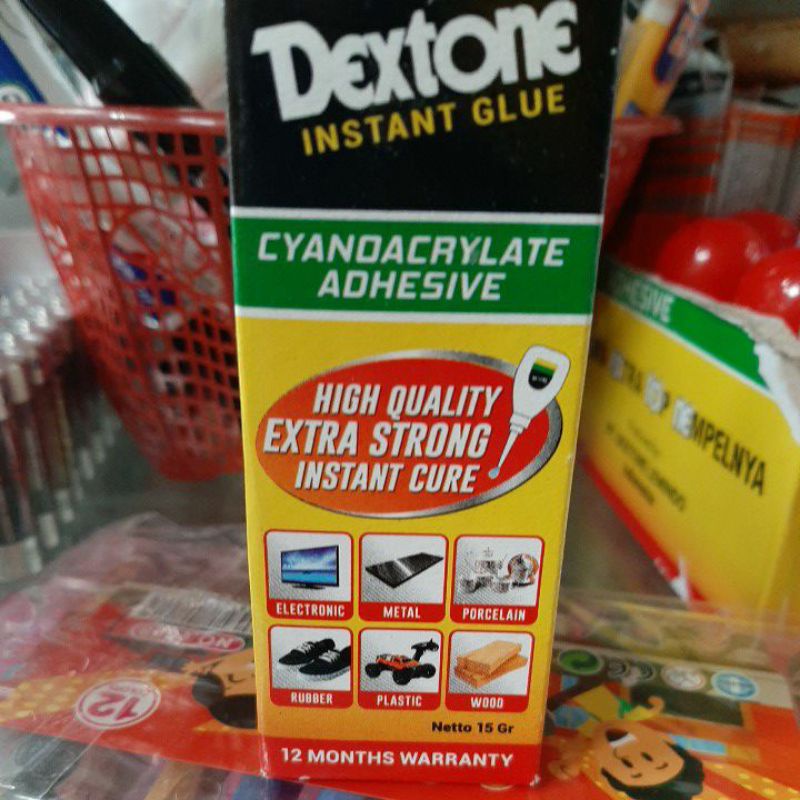 Dextone
INSTANT GLUE
CYANOACRYLATE
ADHESIVE
HIGH QUALITY
EXTRA STRONG
INSTANT CURE
ELECTRONIC
METAL
PORCELAIN
RUBBER
PLASTIC
WOOD
Netto 15 Gr
12 MONTHS WARRANTY
12